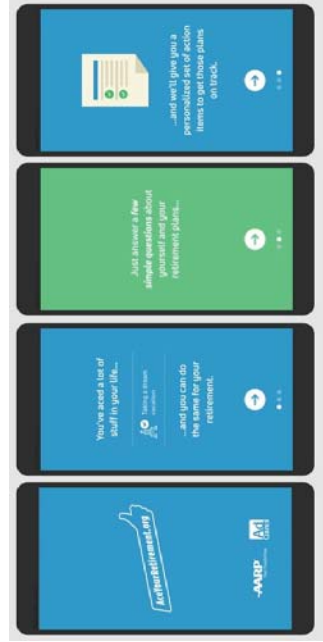 AceYourRetirement.org
AARP
Ad
You've aced a lot of
stuff in your life...
Taking a dream
vacation
...and you can do
the same for your
retirement.
Just answer a few
simple questions about
yourself and your
retirement plans...
...and we'll give you a
personalized set of action
items to get those plans
on track.